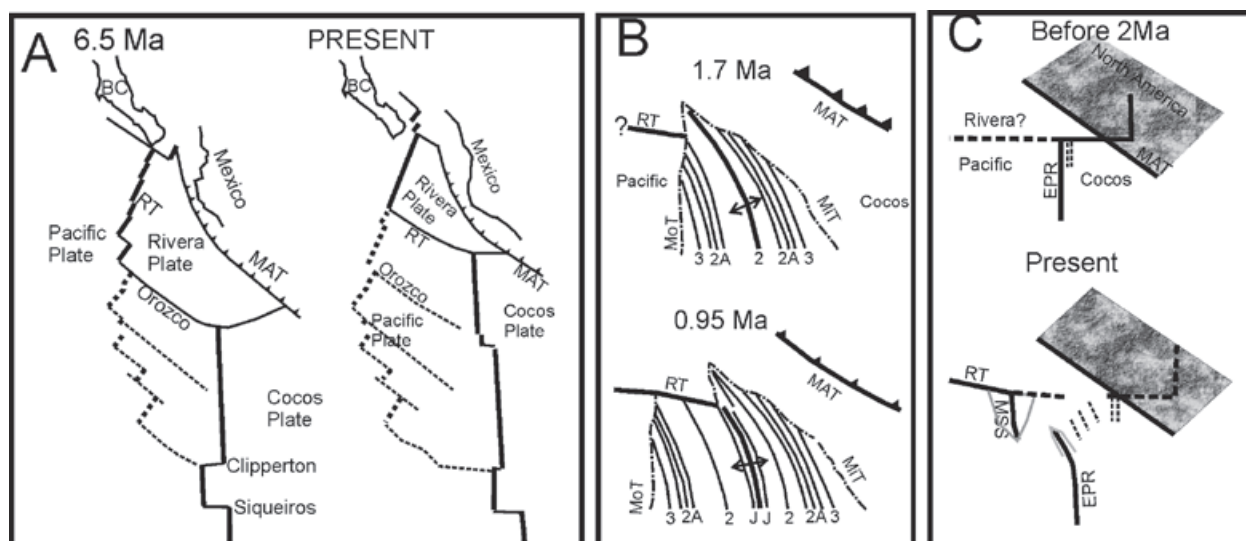 A
6.5 Ma
PRESENT
BC
BC
Mexico
Mexico
RT
Pacific
Plate
Rivera
Plate
MAT
Orozco
Cocos
Plate
Clipperton
Siqueiros
Rivera
Plate
RT
MAT
Orozco
Pacific
Plate
Cocos
Plate
B
1.7 Ma
MAT
?
RT
Pacific
Cocos
MoT
MiT
3 2A 2 2A 3
0.95 Ma
MAT
RT
MoT
MiT
3 2A 2 J J 2 2A 3
C
Before 2Ma
North America
Rivera?
Pacific
EPR
Cocos
MAT
Present
RT
MSS
EPR